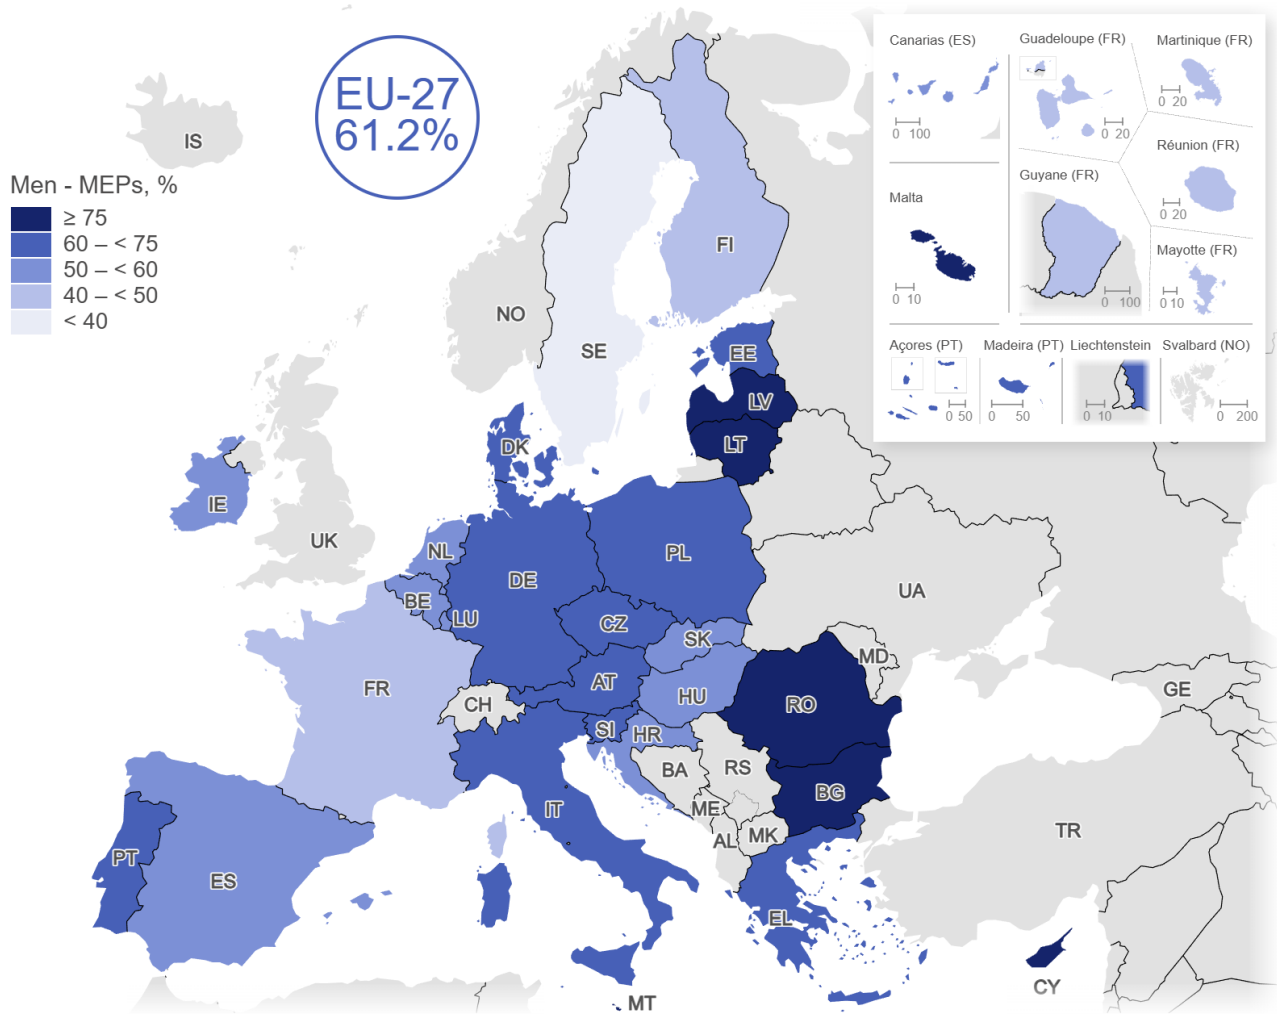 EU-27
61.2%
Men - MEPs, %
≥ 75
60 – < 75
50 – < 60
40 – < 50
< 40
IS
NO
SE
FI
EE
LV
LT
DK
IE
UK
NL
BE
LU
DE
PL
CZ
SK
UA
FR
CH
AT
HU
MD
RO
SI
HR
BA
RS
BG
ME
AL
MK
GE
TR
IT
PT
ES
EL
MT
CY
Canarias (ES)
0 100
Guadeloupe (FR)
0 20
Martinique (FR)
0 20
Réunion (FR)
0 20
Guyane (FR)
0 100
Malta
0 10
Mayotte (FR)
0 10
Açores (PT)
0 50
Madeira (PT)
0 50
Liechtenstein
0 10
Svalbard (NO)
0 200